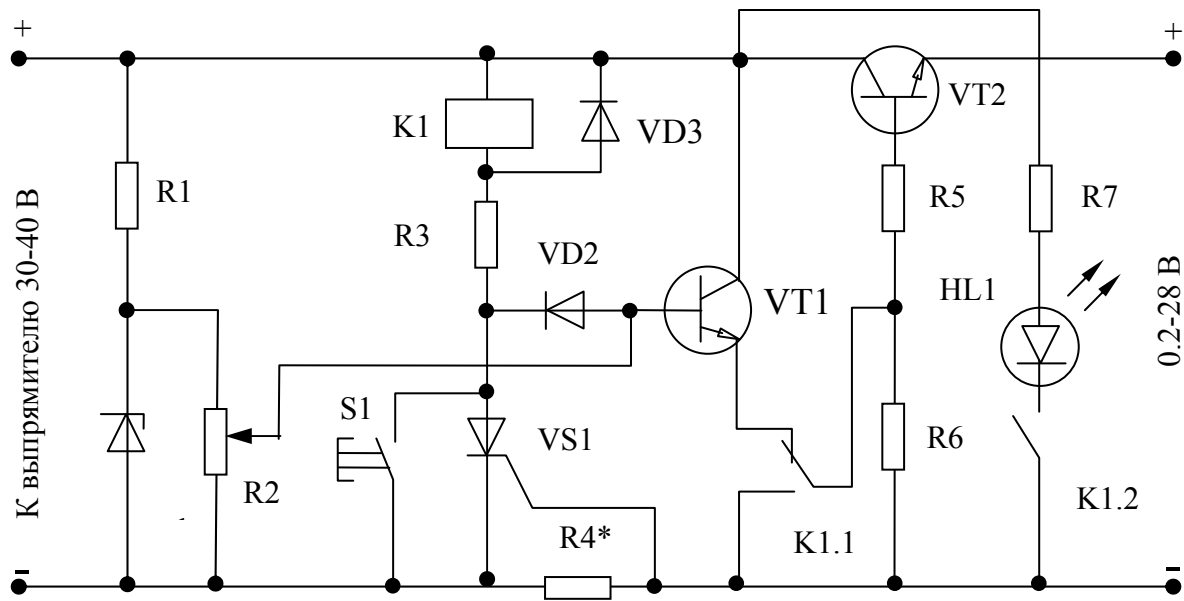 +
+
VT2
K1
VD3
R1
R5
R7
R3
VD2
VT1
HL1
К выпрямителю 30-40 В
0.2-28 В
S1
VS1
R6
R2
K1.2
R4*
K1.1
-
-